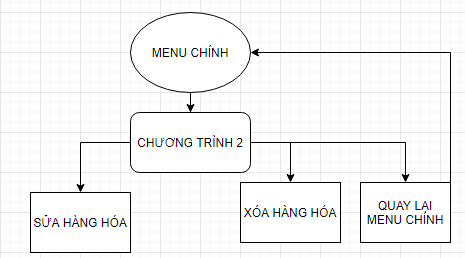 MENU CHÍNH
CHƯƠNG TRÌNH 2
SỬA HÀNG HÓA
XÓA HÀNG HÓA
QUAY LẠI
MENU CHÍNH